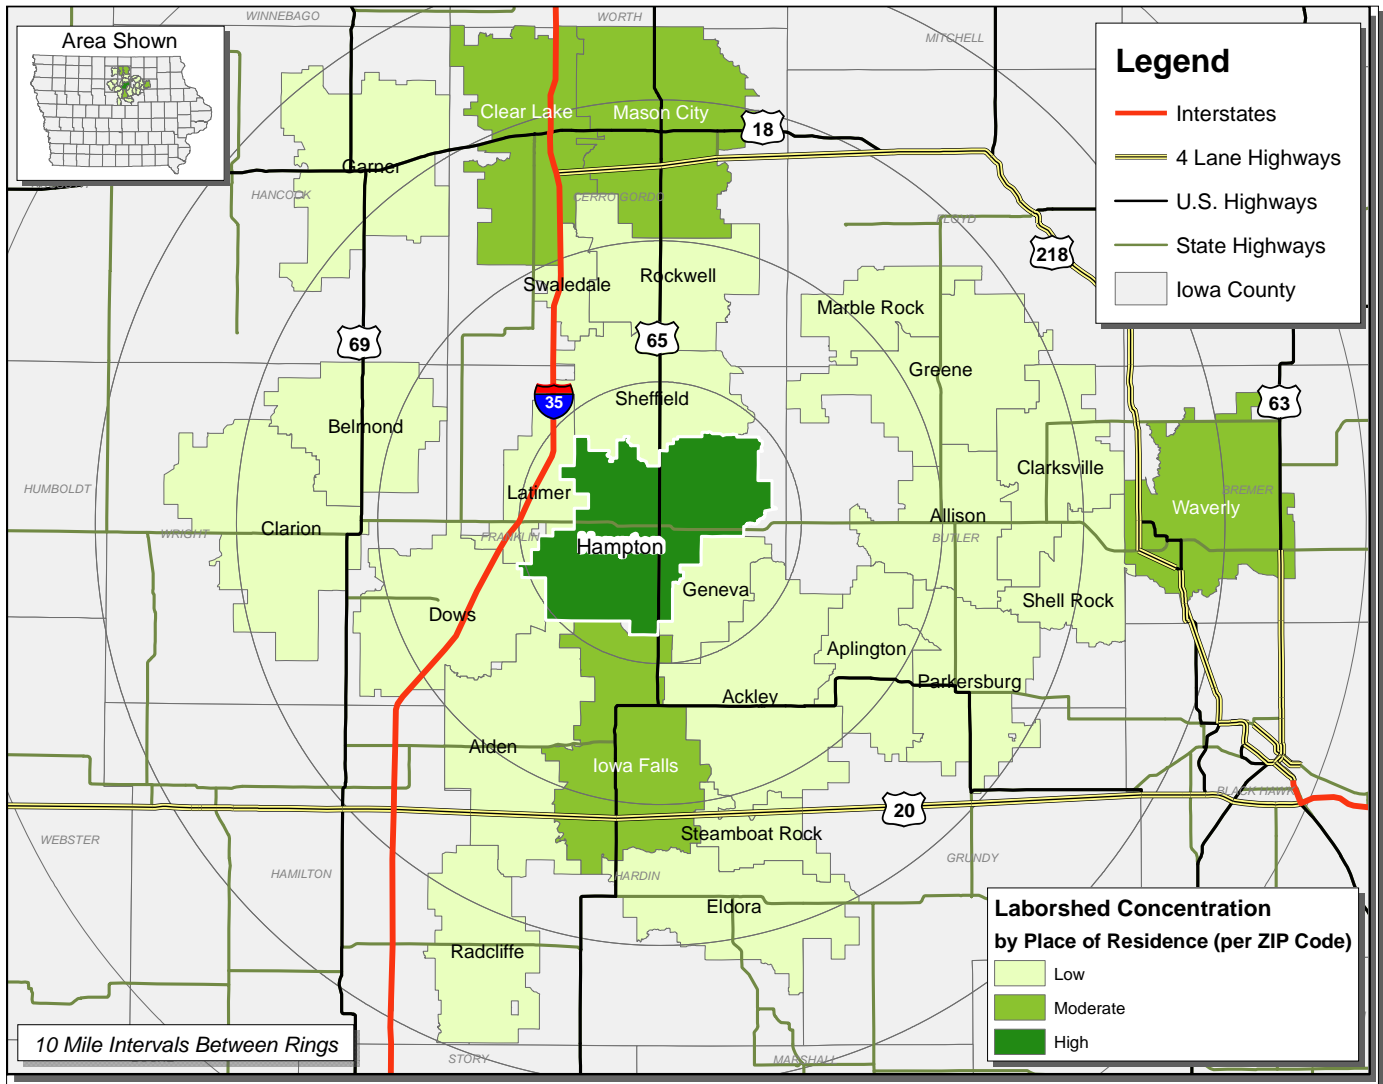 WINNEBAGO
WORTH
MITCHELL
Area Shown
Legend
Interstates
4 Lane Highways
U.S. Highways
State Highways
Iowa County
Clear Lake
Mason City
18
Garner
HANCOCK
CERRO GORDO
FLOYD
218
Swaledale
Rockwell
Marble Rock
69
65
Greene
35
Sheffield
63
Belmond
Clarksville
HUMBOLDT
Latimer
BREMER
Waverly
Clarion
WRIGHT
Allison
FRANKLIN
Hampton
BUTLER
Geneva
Dows
Shell Rock
Aplington
Parkersburg
Ackley
Alden
Iowa Falls
BLACK HAWK
20
WEBSTER
Steamboat Rock
GRUNDY
HAMILTON
HARDIN
Eldora
Radcliffe
Laborshed Concentration
by Place of Residence (per ZIP Code)
Low
Moderate
High
10 Mile Intervals Between Rings
STORY
MARSHALL